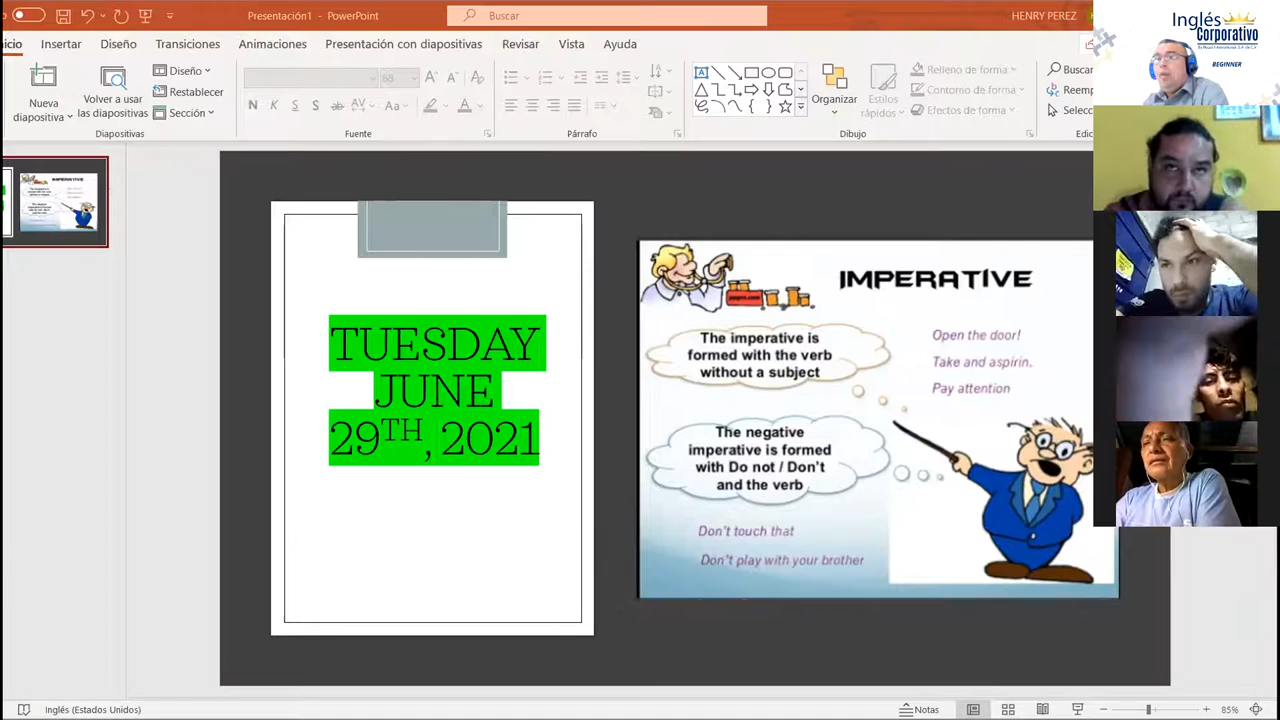 Presentación1 - PowerPoint
Buscar
HENRY PEREZ
Inglés
Corporativo
BEGINNER
icio Insertar Diseño Transiciones Animaciones Presentación con diapositivas Revisar Vista Ayuda
Nueva
diapositiva
Volver a usar
las diapositivas
Diseño
Restablecer
Sección
Diapositivas
68
Fuente
Párrafo
Organizar
Estilos
rápidos
Relleno de forma
Contorno de forma
Efectos de forma
Dibujo
Buscar
Reemp
Selecc
Edic
TUESDAY
JUNE
29TH, 2021
IMPERATIVE
The imperative is
formed with the verb
without a subject
Open the door!
Take and aspirin.
Pay attention
The negative
imperative is formed
with Do not / Don't
and the verb
Don't touch that
Don't play with your brother
Inglés (Estados Unidos)
Notas
85%